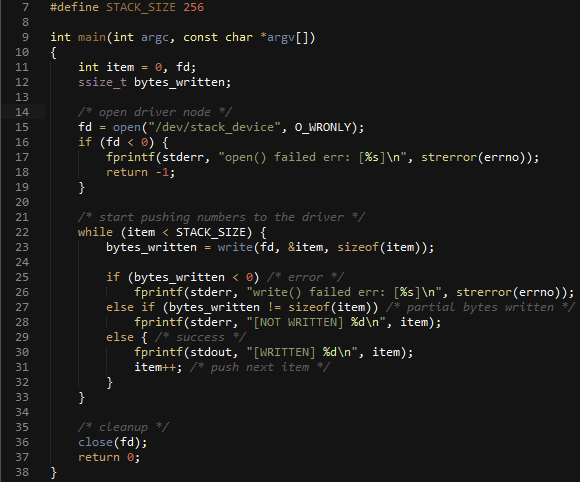 7 #define STACK_SIZE 256
8
9 int main(int argc, const char *argv[])
10 {
11     int item = 0, fd;
12     ssize_t bytes_written;
13
14     /* open driver node */
15     fd = open("/dev/stack_device", O_WRONLY);
16     if (fd < 0) {
17         fprintf(stderr, "open() failed err: [%s]\n", strerror(errno));
18         return -1;
19     }
20
21     /* start pushing numbers to the driver */
22     while (item < STACK_SIZE) {
23         bytes_written = write(fd, &item, sizeof(item));
24
25         if (bytes_written < 0) /* error */
26             fprintf(stderr, "write() failed err: [%s]\n", strerror(errno));
27         else if (bytes_written != sizeof(item)) /* partial bytes written */
28             fprintf(stderr, "[NOT WRITTEN] %d\n", item);
29         else { /* success */
30             fprintf(stdout, "[WRITTEN] %d\n", item);
31             item++; /* push next item */
32         }
33     }
34
35     /* cleanup */
36     close(fd);
37     return 0;
38 }